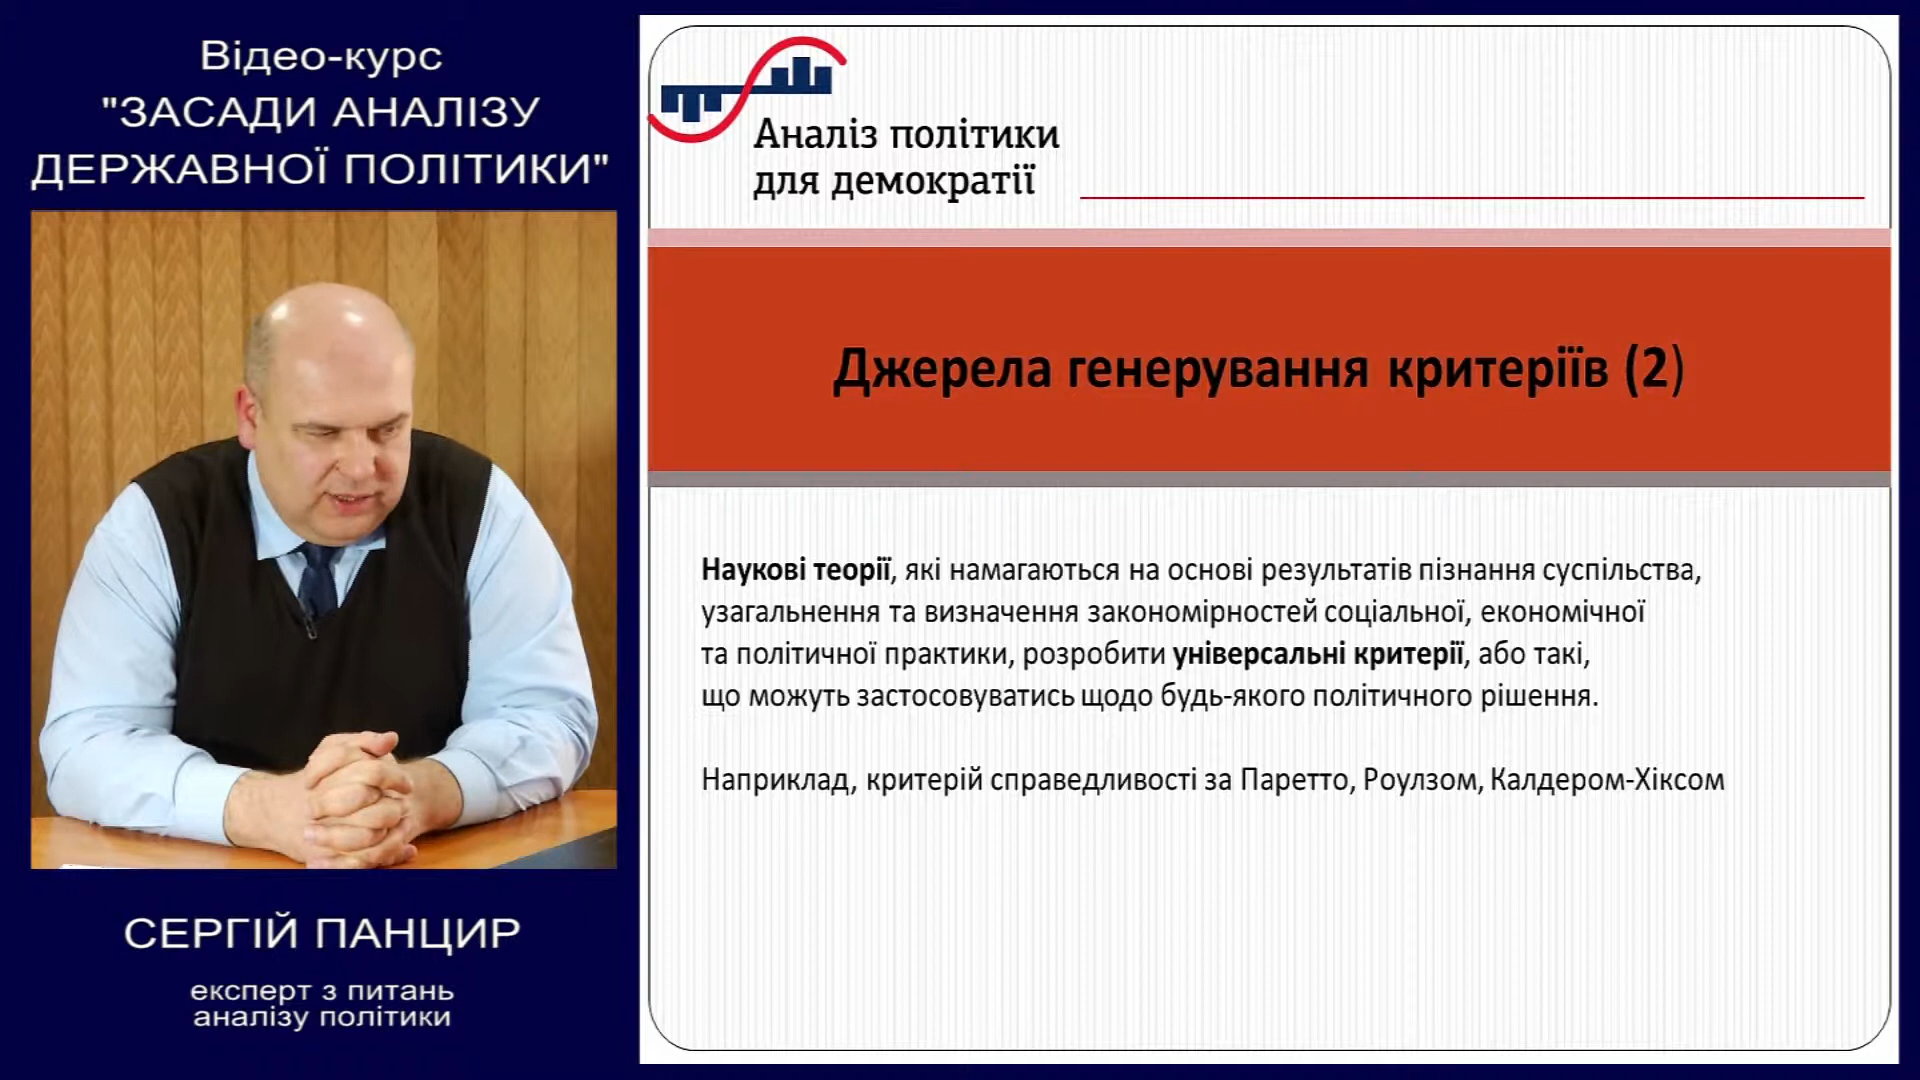 Відео-курс
"ЗАСАДИ АНАЛІЗУ
ДЕРЖАВНОЇ ПОЛІТИКИ"
СЕРГІЙ ПАНЦИР
експерт з питань
аналізу політики
Аналіз політики
для демократії
Джерела генерування критеріїв (2)
Наукові теорії, які намагаються на основі результатів пізнання суспільства,
узагальнення та визначення закономірностей соціальної, економічної
та політичної практики, розробити універсальні критерії, або такі,
що можуть застосовуватись щодо будь-якого політичного рішення.
Наприклад, критерій справедливості за Паретто, Роулзом, Калдером-Хіксом